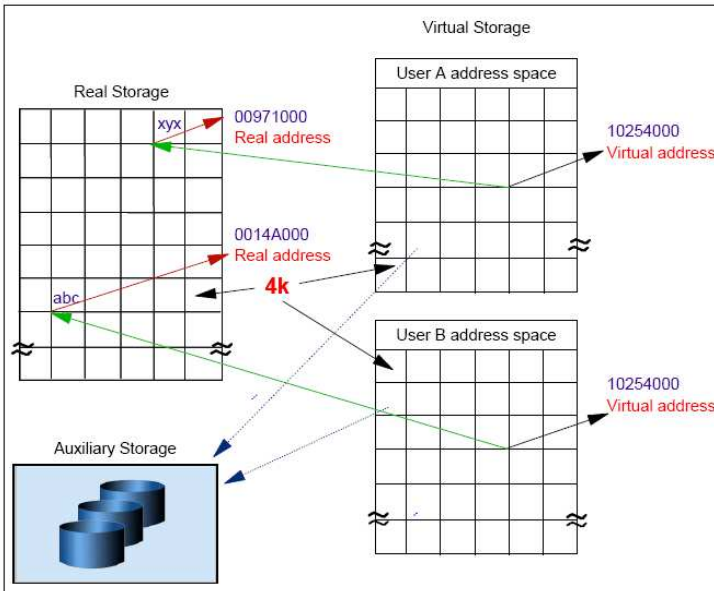 Virtual Storage
Real Storage
User A address space
xyx
00971000
Real address
10254000
Virtual address
0014A000
Real address
4k
abc
User B address space
10254000
Virtual address
Auxiliary Storage